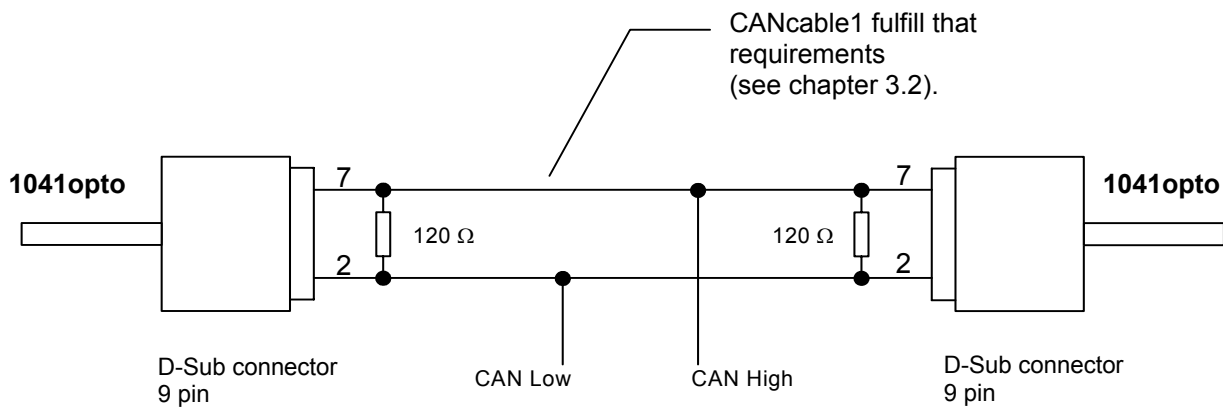 CANcable1 fulfill that
requirements
(see chapter 3.2).
1041opto
7
7
1041opto
120 Ω
120 Ω
2
2
D-Sub connector
9 pin
CAN Low
CAN High
D-Sub connector
9 pin